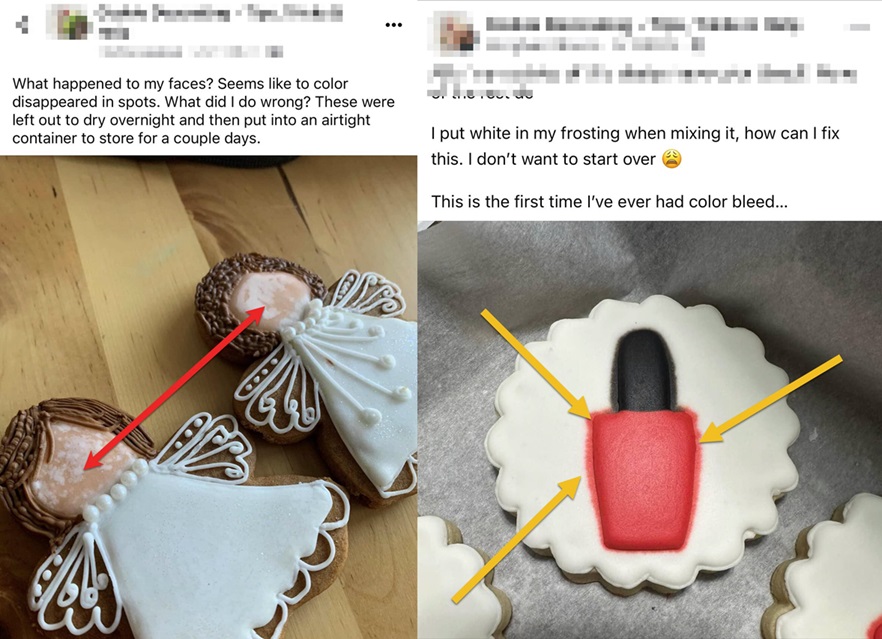 What happened to my faces? Seems like to color
disappeared in spots. What did I do wrong? These were
left out to dry overnight and then put into an airtight
container to store for a couple days.
I put white in my frosting when mixing it, how can I fix
this. I don’t want to start over 😩
This is the first time I’ve ever had color bleed...